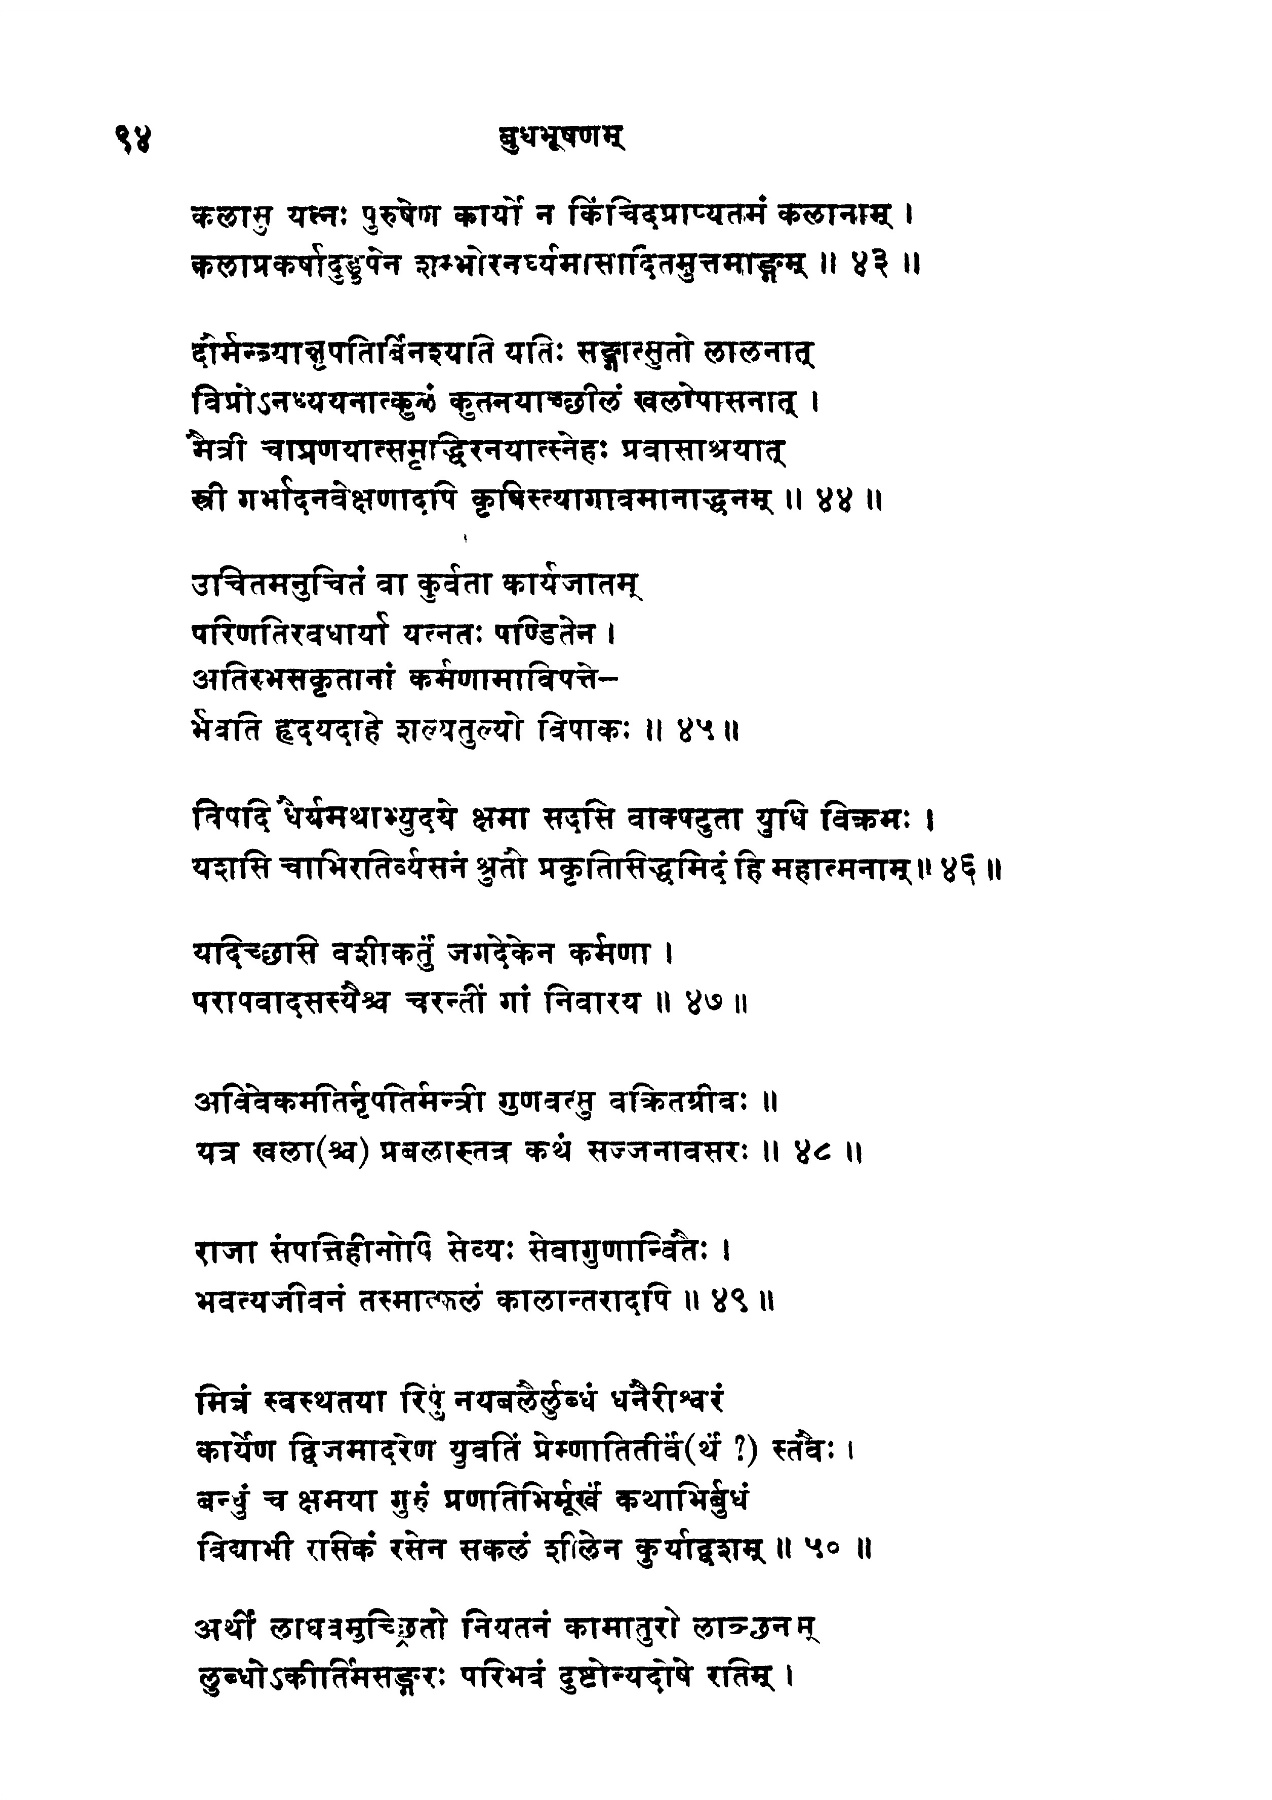 ९४ बुधभूषणम्
कलासु यत्नः पुरुषेण कार्यो न किंचिदप्राप्यतमं कलानाम् ।
कलाप्रकर्षादुडुपेन शम्भोरनर्घ्यमासादितमुत्तमाङ्गम् ॥ ४३ ॥
दौर्मन्त्र्यान्नृपतिर्विनश्यति यतिः सङ्गात्सुतो लालनात्
विप्रोऽनध्ययनात्कुलं कुतनयाच्छीलं खलोपासनात् ।
मैत्री चाप्रणयात्समृद्धिरनयात्स्नेहः प्रवासाश्रयात्
स्त्री गर्भादनवेक्षणादपि कृषिस्त्यागावमानाद्धनम् ॥ ४४ ॥
उचितमनुचितं वा कुर्वता कार्यजातम्
परिणतिरवधार्या यत्नतः पण्डितेन ।
अतिरभसकृतानां कर्मणामाविपत्ते–
र्भवति हृदयदाहे शल्यतुल्यो विपाकः ॥ ४५ ॥
विपदि धैर्यमथाभ्युदये क्षमा सदसि वाक्पटुता युधि विक्रमः ।
यशसि चाभिरतिर्व्यसनं श्रुतौ प्रकृतिसिद्धमिदं हि महात्मनाम् ॥ ४६ ॥
यादिच्छासि वशीकर्तुं जगदेकेन कर्मणा ।
परापवादसस्यैश्च चरन्तीं गां निवारय ॥ ४७ ॥
अविवेकमतिर्नृपतिर्मन्त्री गुणवत्सु वक्रितग्रीवः ॥
यत्र खला(श्च) प्रबलास्तत्र कथं सज्जनावसरः ॥ ४८ ॥
राजा संपत्तिहीनोपि सेव्यः सेवागुणान्वितैः ।
भवत्यजीवनं तस्मात्फलं कालान्तरादपि ॥ ४९ ॥
मित्रं स्वस्थतया रिपुं नयबलैर्लुब्धं धनैरीश्वरं
कार्येण द्विजमादरेण युवतिं प्रेम्णातितीर्वं(र्थं ?) स्तवैः ।
बन्धुं च क्षमया गुरुं प्रणतिभिर्मूर्खं कथाभिर्बुधं
विद्याभी रासिकं रसेन सकलं शीलेन कुर्याद्वशम् ॥ ५० ॥
अर्थी लाघवमुच्छ्रितो नियतनं कामातुरो लाञ्छनम्
लुब्धोऽकीर्तिमसङ्गरः परिभवं दुष्टोन्यदोषे रतिम् ।